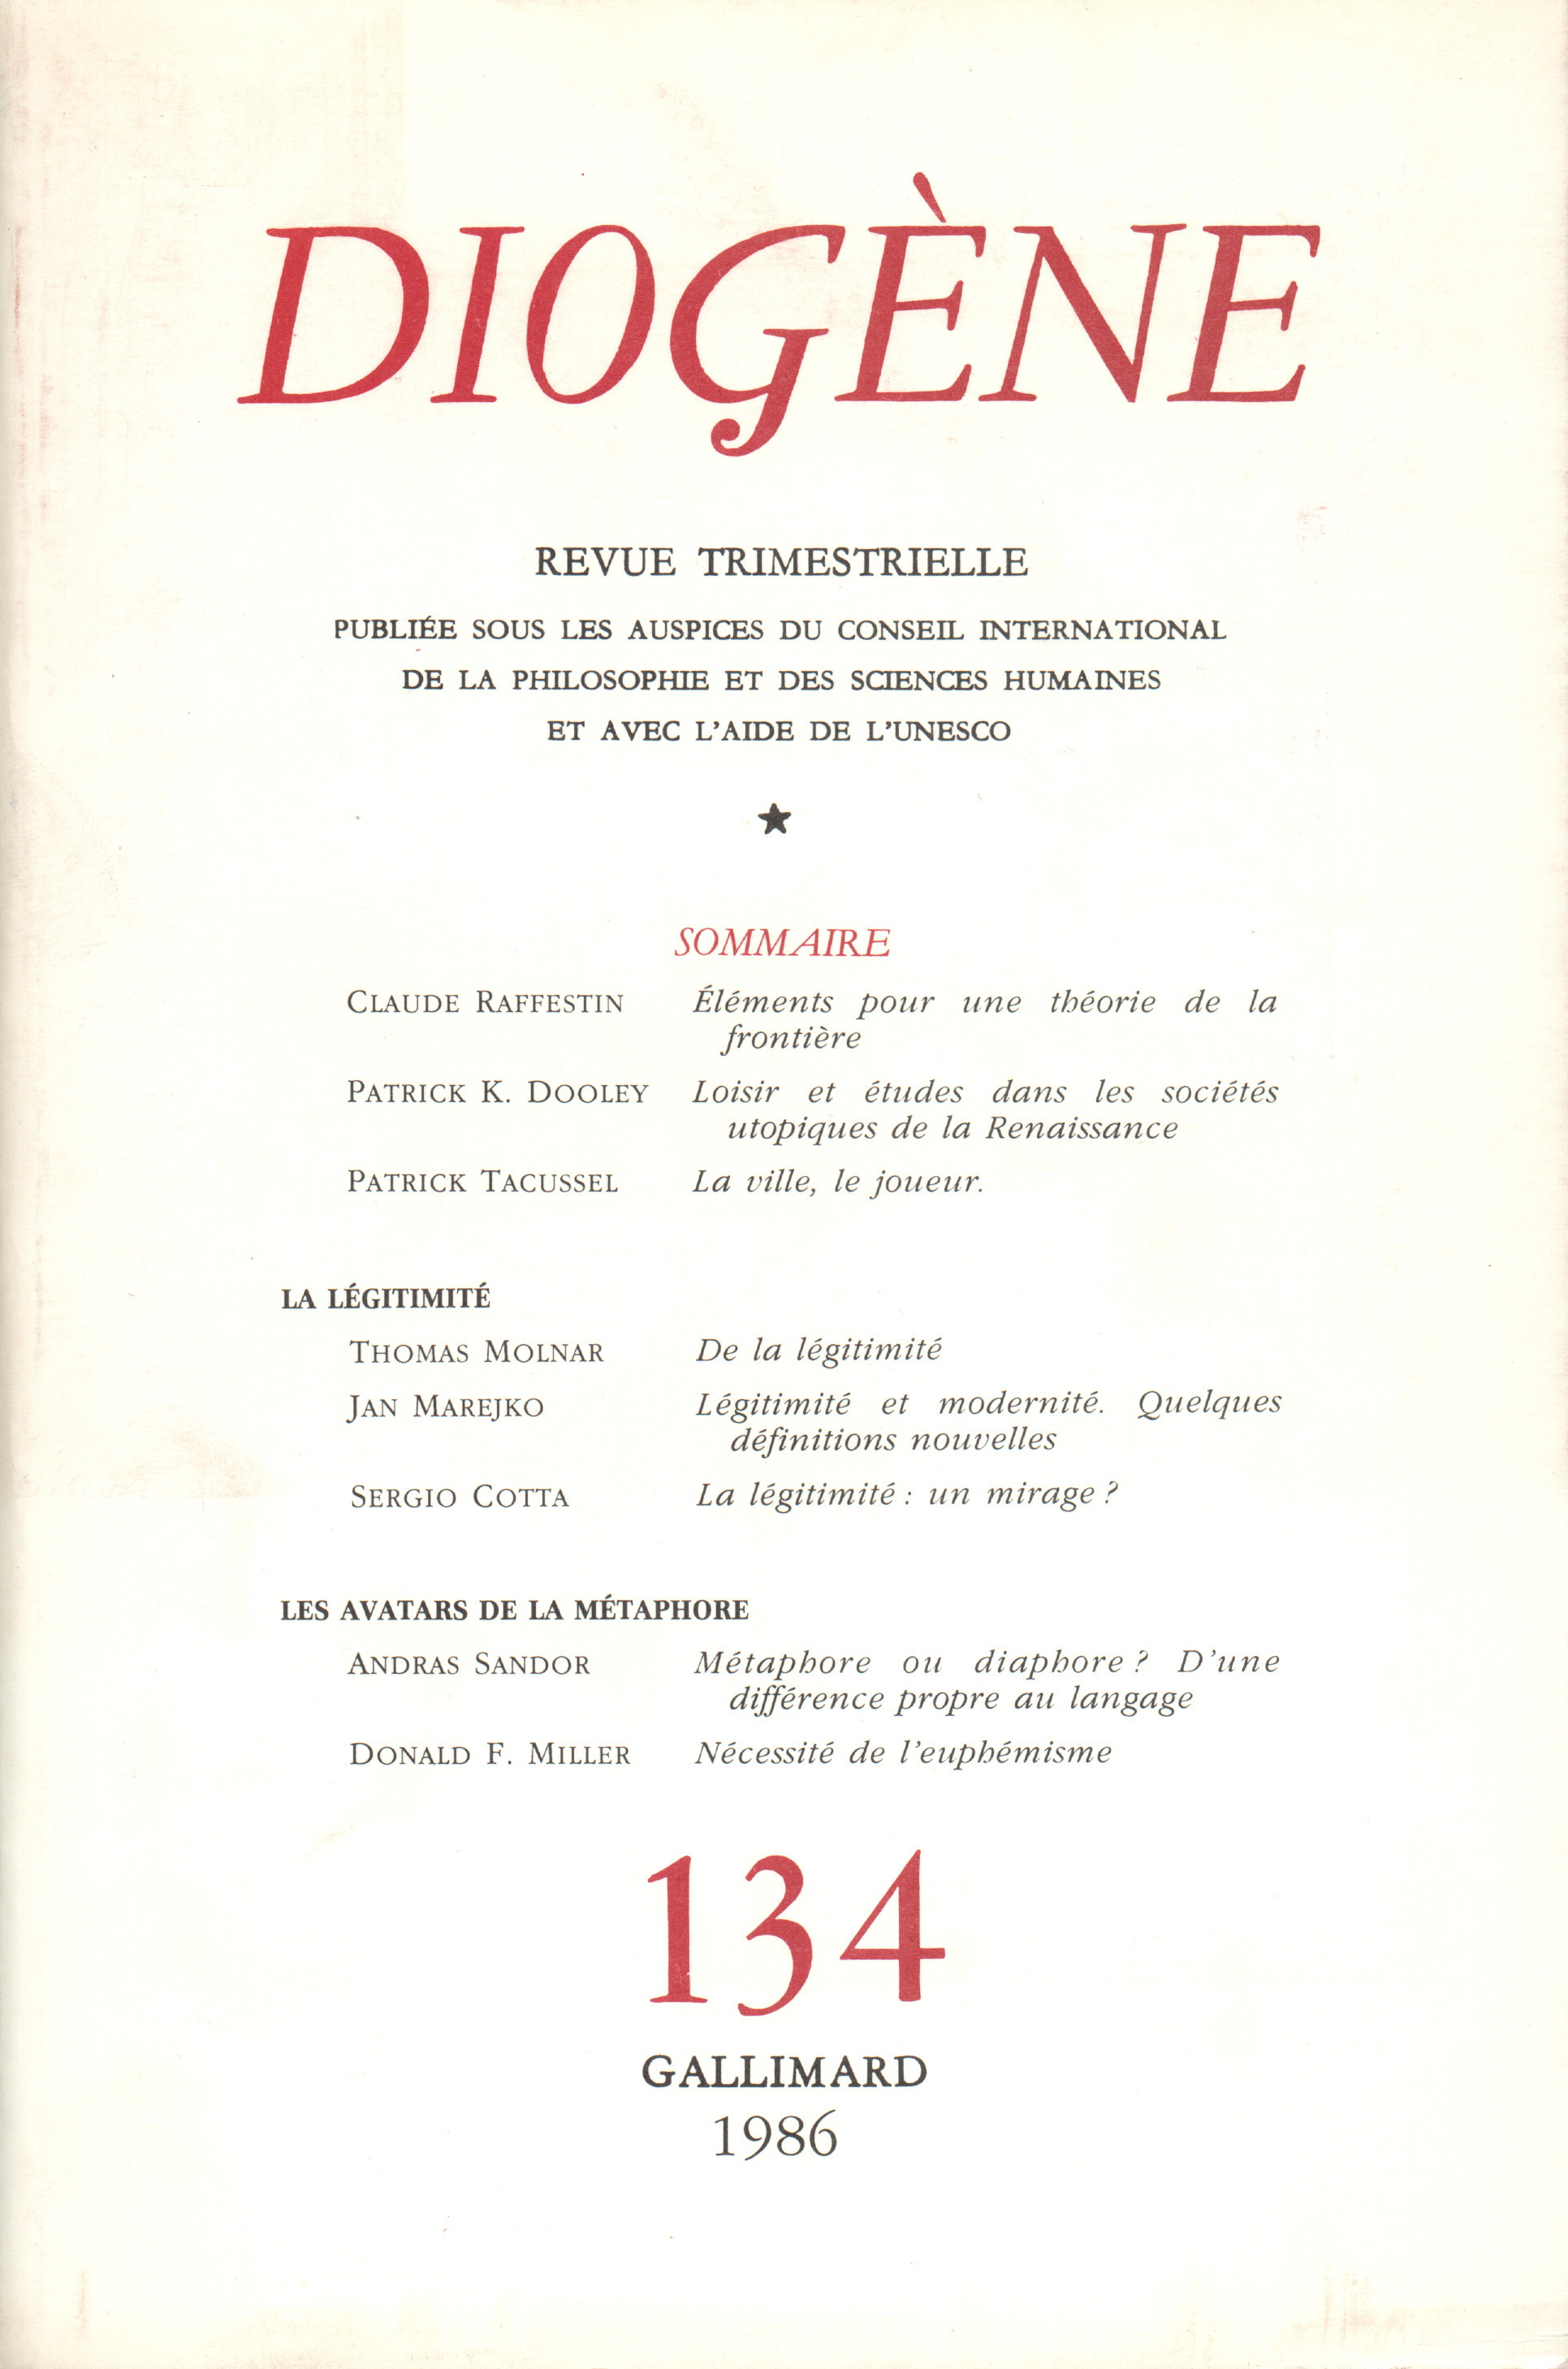 DIOGÈNE
REVUE TRIMESTRIELLE
PUBLIÉE SOUS LES AUSPICES DU CONSEIL INTERNATIONAL
DE LA PHILOSOPHIE ET DES SCIENCES HUMAINES
ET AVEC L'AIDE DE L'UNESCO
★
SOMMAIRE
CLAUDE RAFFESTIN Éléments pour une théorie de la
frontière
PATRICK K. DOOLEY Loisir et études dans les sociétés
utopiques de la Renaissance
PATRICK TACUSSEL La ville, le joueur.
LA LÉGITIMITÉ
THOMAS MOLNAR De la légitimité
JAN MAREJKO Légitimité et modernité. Quelques
définitions nouvelles
SERGIO COTTA La légitimité : un mirage ?
LES AVATARS DE LA MÉTAPHORE
ANDRAS SANDOR Métaphore ou diaphore ? D'une
différence propre au langage
DONALD F. MILLER Nécessité de l'euphémisme
134
GALLIMARD
1986